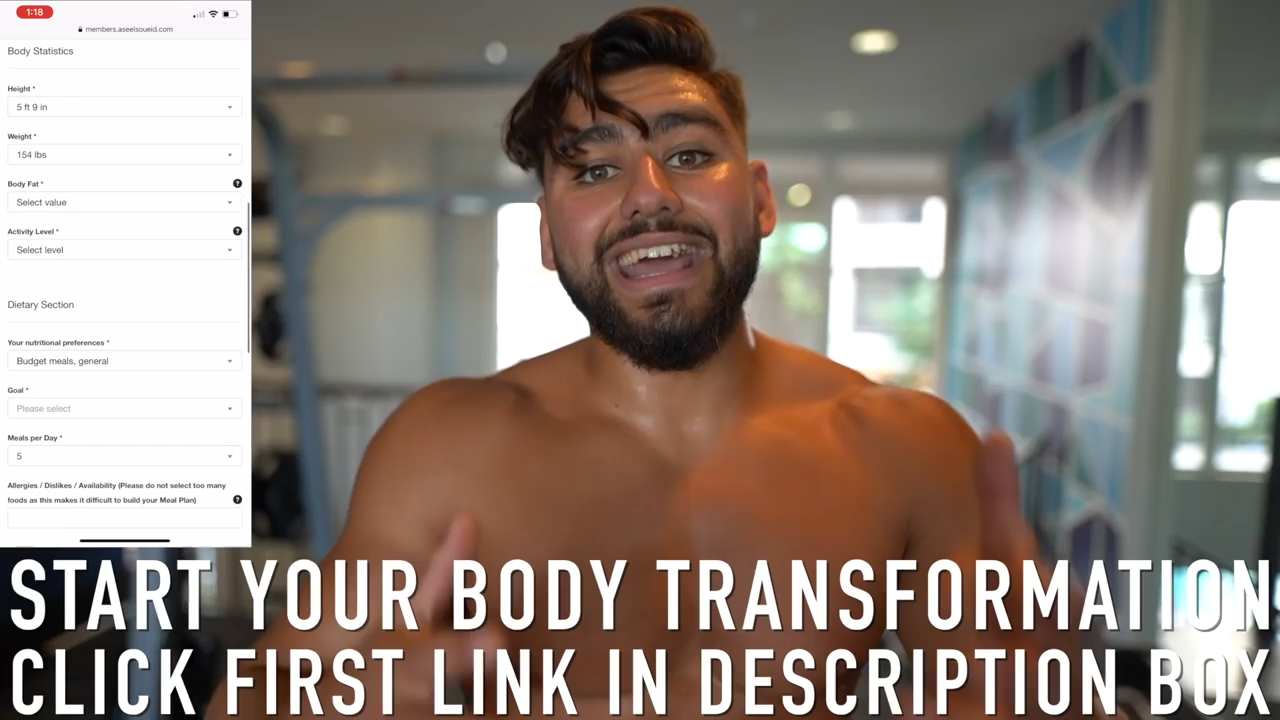 1:18
members.aseelsoueid.com
Body Statistics
Height *
5 ft 9 in
Weight *
154 lbs
Body Fat *
?
Select value
Activity Level *
?
Select level
Dietary Section
Your nutritional preferences *
Budget meals, general
Goal *
Please select
Meals per Day *
5
Allergies / Dislikes / Availability (Please do not select too many
foods as this makes it difficult to build your Meal Plan)
?
START YOUR BODY TRANSFORMATION
CLICK FIRST LINK IN DESCRIPTION BOX